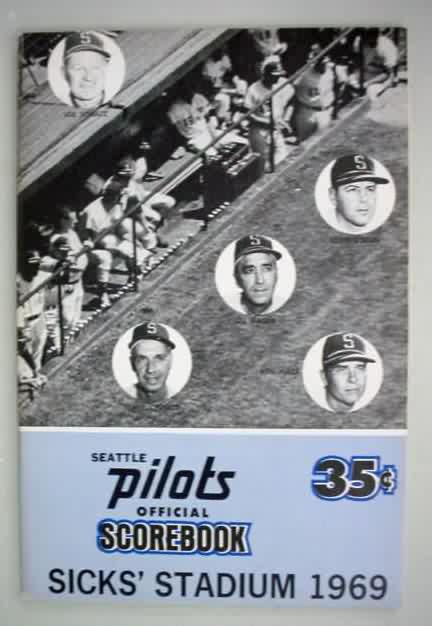 SEATTLE
pilots
35¢
OFFICIAL
SCOREBOOK
SICKS' STADIUM 1969